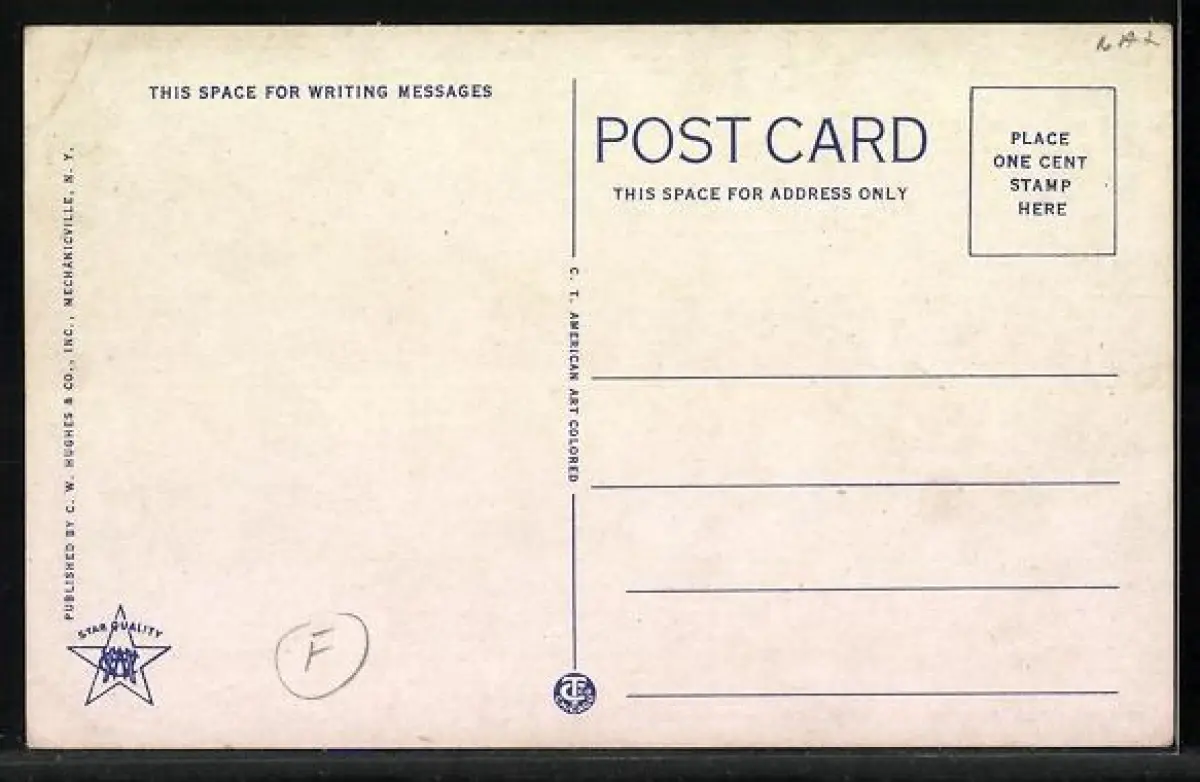 THIS SPACE FOR WRITING MESSAGES
PUBLISHED BY C. W. HUGHES & CO., INC., MECHANICVILLE, N. Y.
STAR QUALITY
F
C. T. AMERICAN ART COLORED
POST CARD
THIS SPACE FOR ADDRESS ONLY
PLACE
ONE CENT
STAMP
HERE